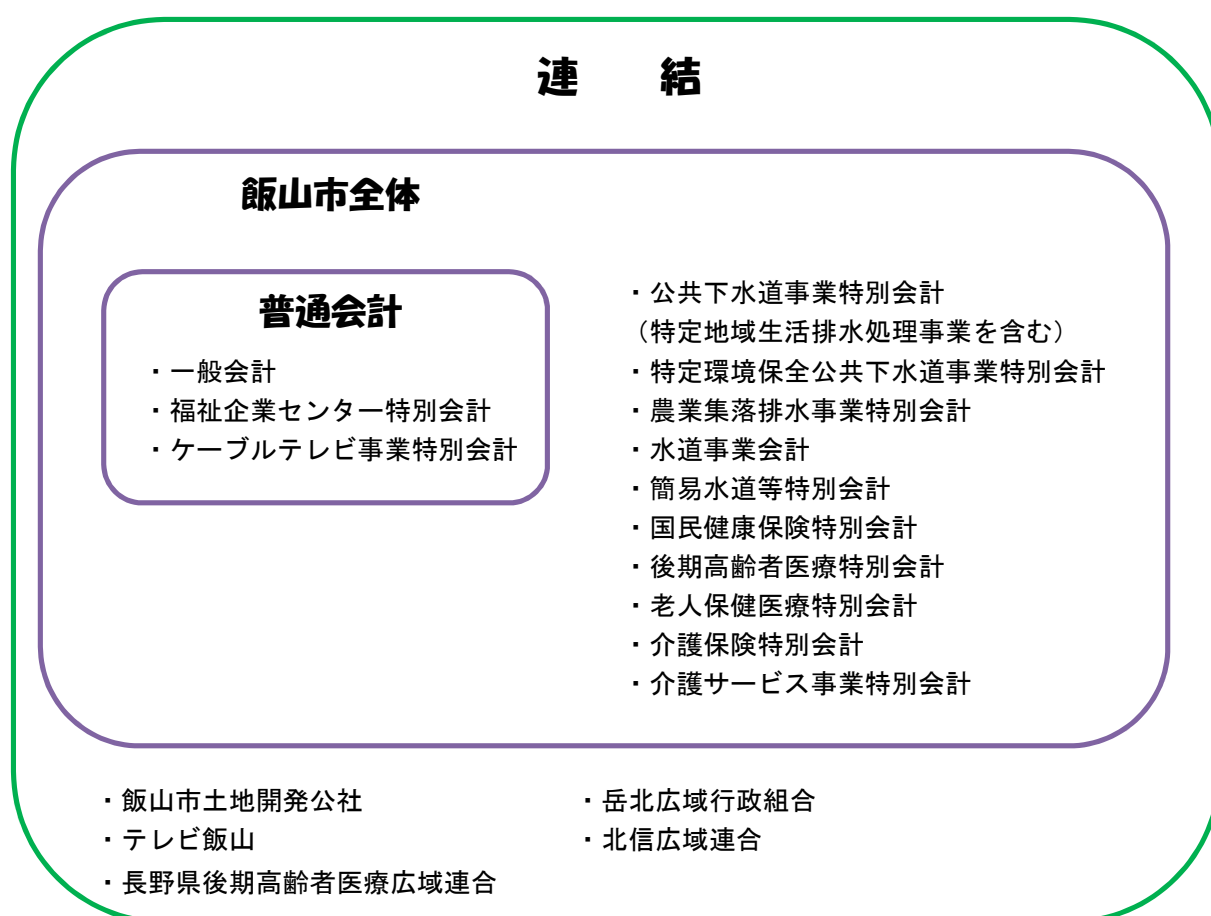 連　結
飯山市全体
普通会計
・一般会計
・福祉企業センター特別会計
・ケーブルテレビ事業特別会計
・公共下水道事業特別会計
（特定地域生活排水処理事業を含む）
・特定環境保全公共下水道事業特別会計
・農業集落排水事業特別会計
・水道事業会計
・簡易水道等特別会計
・国民健康保険特別会計
・後期高齢者医療特別会計
・老人保健医療特別会計
・介護保険特別会計
・介護サービス事業特別会計
・飯山市土地開発公社
・テレビ飯山
・長野県後期高齢者医療広域連合
・岳北広域行政組合
・北信広域連合